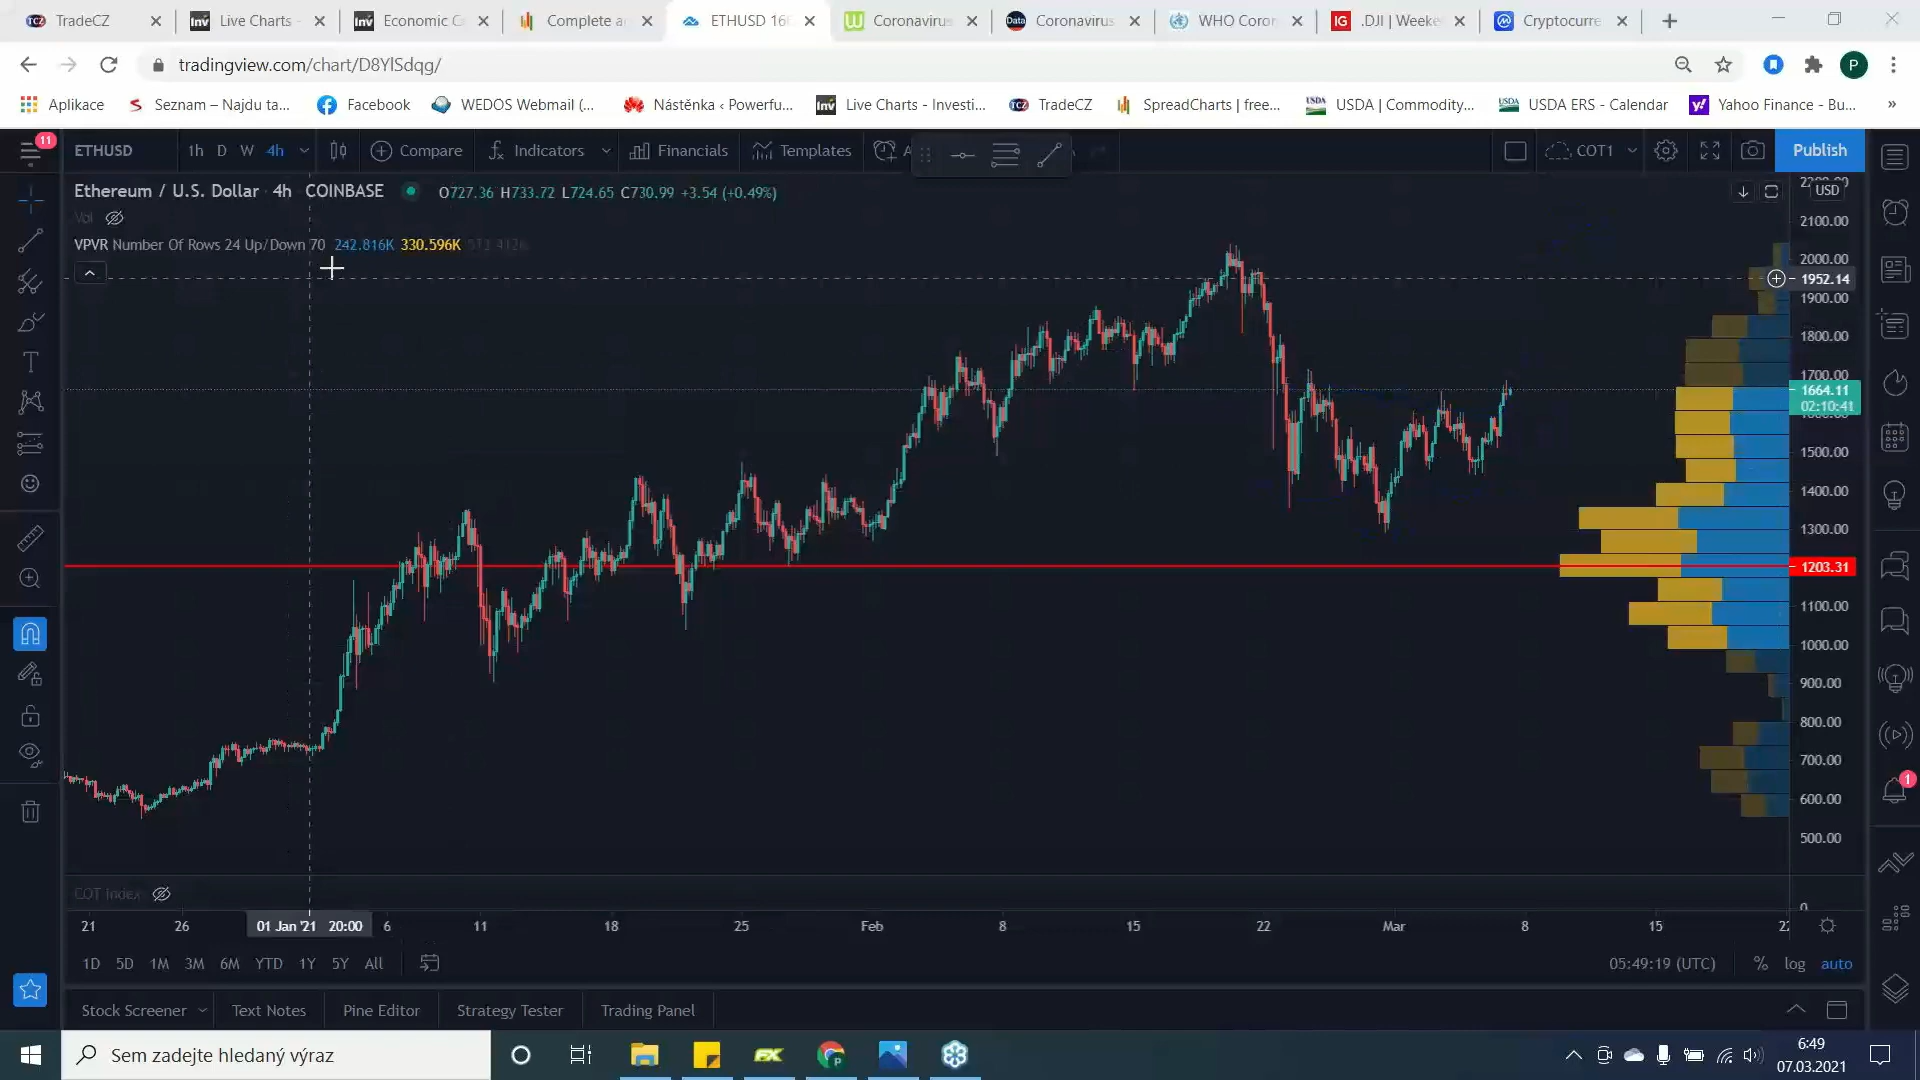 TradeCZ
Live Charts -
Economic C
Complete a
ETHUSD 16
Coronavirus
Coronavirus
WHO Coron
.DJI | Weeke
Cryptocurre
tradingview.com/chart/D8YlSdqg/
P
Aplikace
Seznam – Najdu ta...
Facebook
WEDOS Webmail (...
Nástěnka ‹ Powerfu...
Live Charts - Investi...
TradeCZ
SpreadCharts | free...
USDA | Commodity...
USDA ERS - Calendar
Yahoo Finance - Bu...
»
11
ETHUSD
1h
D
W
4h
Compare
Indicators
Financials
Templates
A
COT1
Publish
Ethereum / U.S. Dollar 4h COINBASE
O727.36 H733.72 L724.65 C730.99 +3.54 (+0.49%)
USD
Vol
VPVR Number Of Rows 24 Up/Down 70 242.816K 330.596K
2100.00
2000.00
1952.14
1900.00
1800.00
1700.00
1664.11
02:10:41
1500.00
1400.00
1300.00
1203.31
1100.00
1000.00
900.00
800.00
700.00
600.00
500.00
0
COT Index
21
26
01 Jan '21 20:00
6
11
18
25
Feb
8
15
22
Mar
8
15
1D
5D
1M
3M
6M
YTD
1Y
5Y
All
05:49:19 (UTC)
%
log
auto
1
Stock Screener
Text Notes
Pine Editor
Strategy Tester
Trading Panel
Sem zadejte hledaný výraz
FX
6:49
07.03.2021